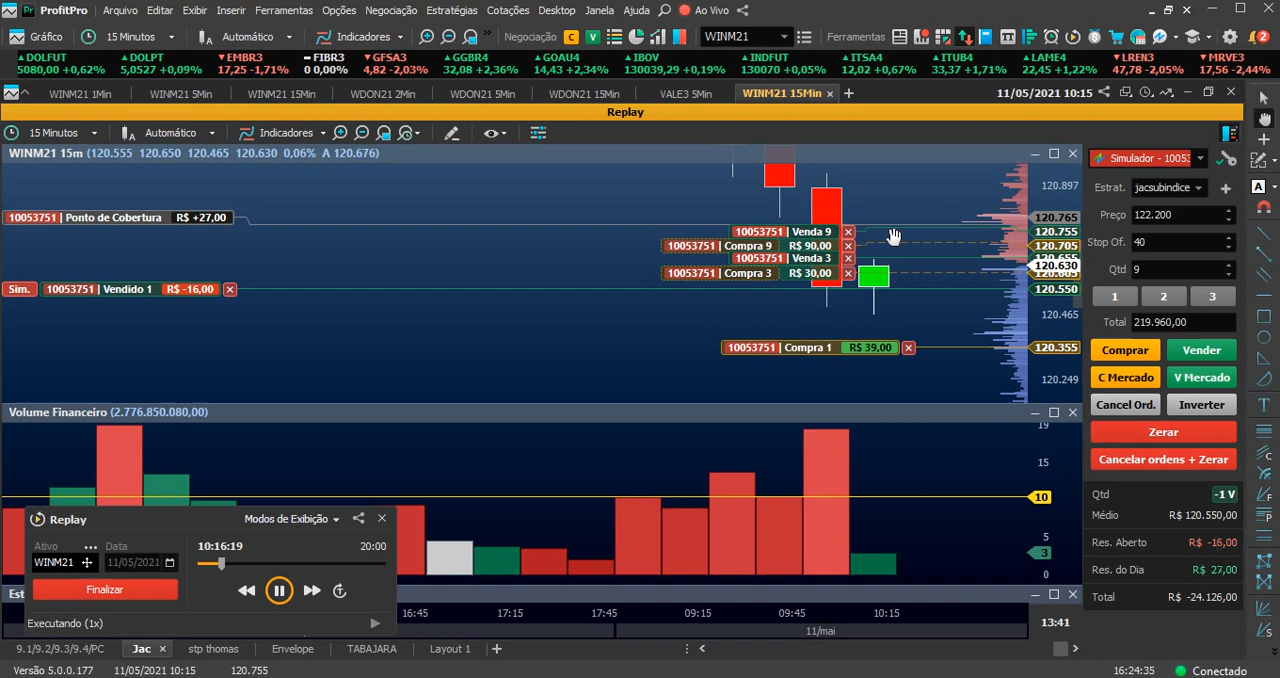 ProfitPro Arquivo Editar Exibir Inserir Ferramentas Opções Negociação Estratégias Cotações Desktop Janela Ajuda Ao Vivo
Gráfico 15 Minutos Automático Indicadores Negociação C V WINM21 Ferramentas 2
DOLFUT DOLPT EMBR3 FIBR3 GFSA3 GGBR4 GOAU4 IBOV INDFUT ITSA4 ITUB4 LAME4 LREN3 MRVE3
5080,00 +0,62% 5,0527 +0,09% 17,25 -1,71% 0 0,00% 4,82 -2,03% 32,08 +2,36% 14,43 +2,34% 130039,29 +0,19% 130070 +0,05% 12,02 +0,67% 33,37 +1,71% 22,45 +1,22% 47,78 -2,05% 17,56 -2,44%
WINM21 1Min WINM21 5Min WINM21 15Min WDON21 2Min WDON21 5Min WDON21 15Min VALE3 5Min WINM21 15Min 11/05/2021 10:15
Replay
15 Minutos Automático Indicadores
WINM21 15m (120.555 120.650 120.465 120.630 0,06% A 120.676)
Simulador - 10053
120.897
Estrat. jacsubindice
10053751 | Ponto de Cobertura R$ +27,00
120.765
Preço 122.200
10053751 | Venda 9
120.755
10053751 | Compra 9 R$ 90,00
120.705
Stop Of. 40
10053751 | Venda 3
120.630
10053751 | Compra 3 R$ 30,00
Qtd 9
Sim. 10053751 | Vendido 1 R$ -16,00
120.550
1 2 3
120.465
Total 219.960,00
10053751 | Compra 1 R$ 39,00
120.355
Comprar Vender
120.249
C Mercado V Mercado
Cancel Ord. Inverter
Volume Financeiro (2.776.850.080,00)
19
Zerar
15
Cancelar ordens + Zerar
10
Qtd -1 V
Médio R$ 120.550,00
5
Res. Aberto R$ -16,00
3
Res. do Dia R$ 27,00
0
Total R$ -24.126,00
Replay Modos de Exibição
Ativo Data 10:16:19 20:00
WINM21 11/05/2021
Finalizar
Executando (1x)
Est
16:45 17:15 17:45 09:15 09:45 10:15
11/mai
13:41
9.1/9.2/9.3/9.4/PC Jac stp thomas Envelope TABAJARA Layout 1
Versão 5.0.0.177 11/05/2021 10:15 120.755 16:24:35 Conectado